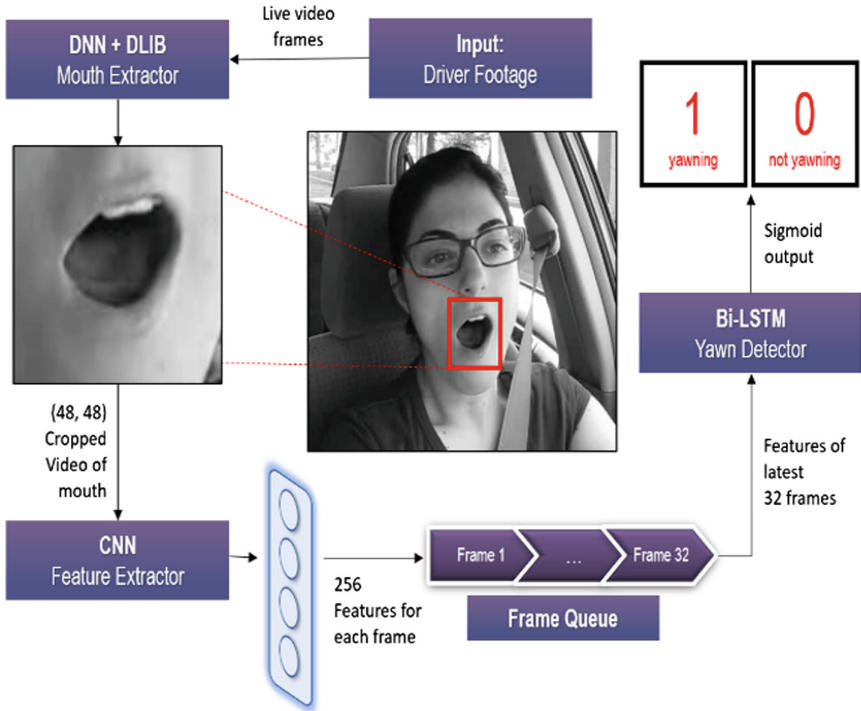 Live video
frames
DNN + DLIB
Mouth Extractor
Input:
Driver Footage
1
yawning
0
not yawning
Sigmoid
output
Bi-LSTM
Yawn Detector
(48, 48)
Cropped
Video of
mouth
Features of
latest
32 frames
CNN
Feature Extractor
256
Features for
each frame
Frame 1
...
Frame 32
Frame Queue